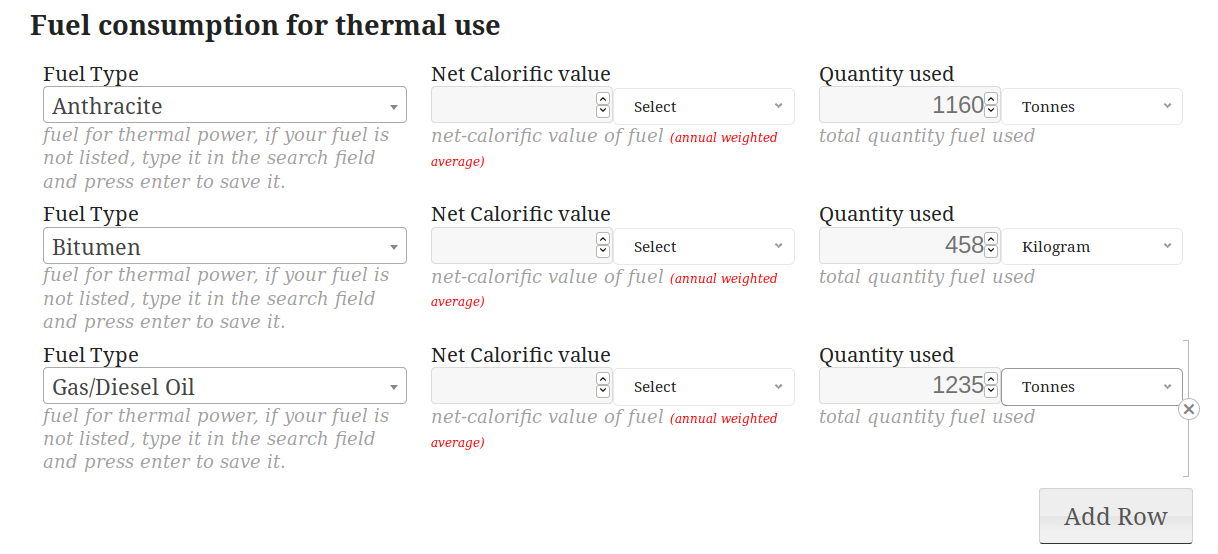 Fuel consumption for thermal use
Fuel Type Net Calorific value Quantity used
Anthracite Select 1160 Tonnes
fuel for thermal power, if your fuel is net-calorific value of fuel (annual weighted total quantity fuel used
not listed, type it in the search field average)
and press enter to save it.
Fuel Type Net Calorific value Quantity used
Bitumen Select 458 Kilogram
fuel for thermal power, if your fuel is net-calorific value of fuel (annual weighted total quantity fuel used
not listed, type it in the search field average)
and press enter to save it.
Fuel Type Net Calorific value Quantity used
Gas/Diesel Oil Select 1235 Tonnes
fuel for thermal power, if your fuel is net-calorific value of fuel (annual weighted total quantity fuel used
not listed, type it in the search field average)
and press enter to save it.
Add Row